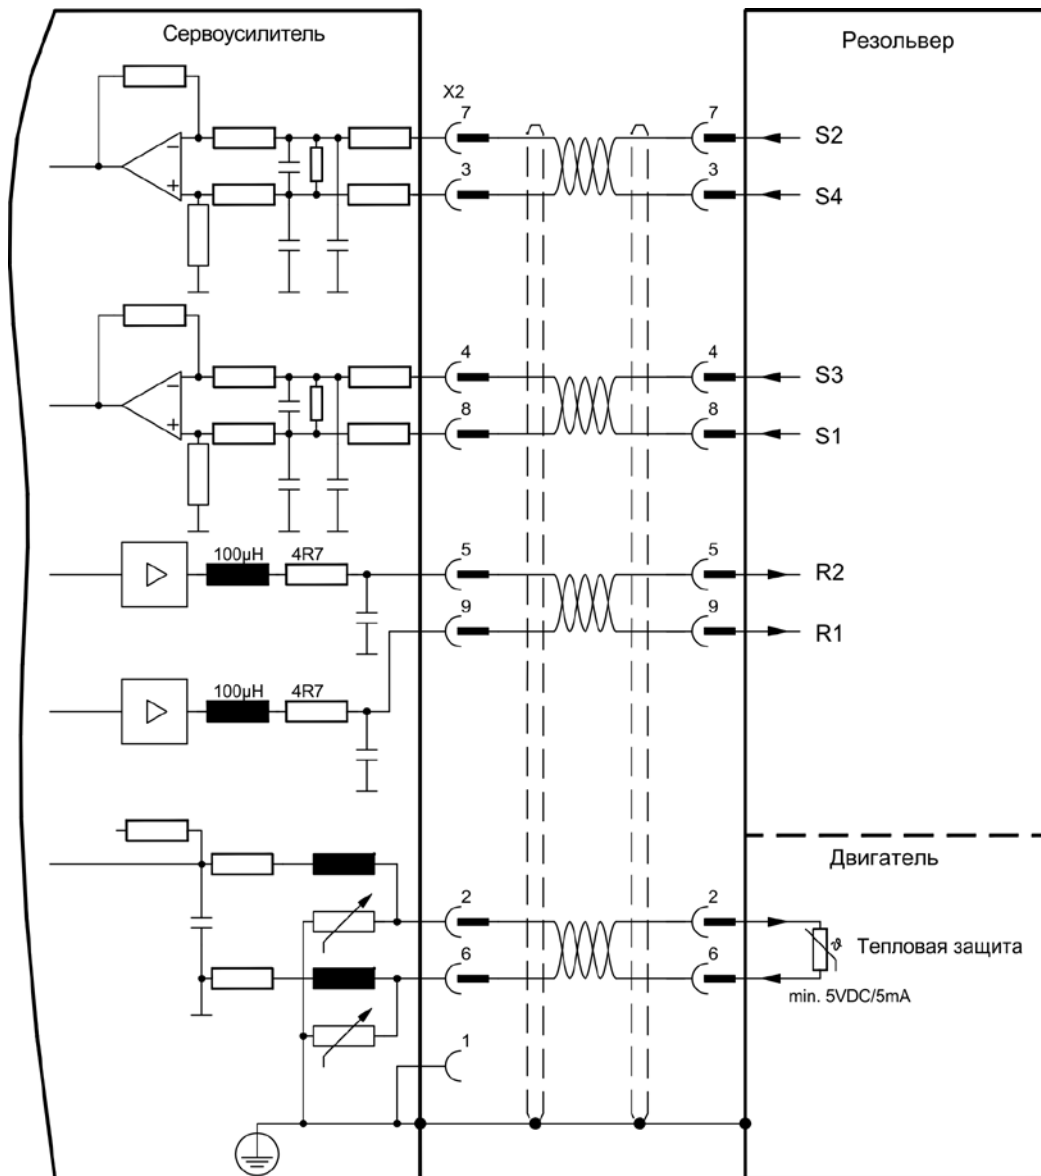 Сервоусилитель
Резольвер
X2
7
7
S2
3
3
S4
4
4
S3
8
8
S1
100µH
4R7
5
5
R2
9
9
R1
100µH
4R7
Двигатель
2
2
ϑ
Тепловая защита
6
6
min. 5VDC/5mA
1